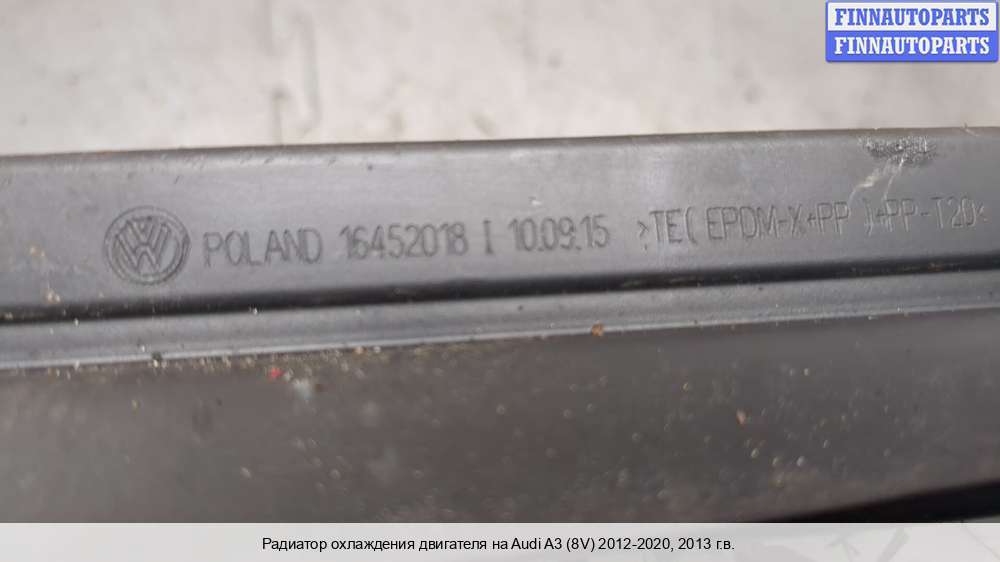 FINNAUTOPARTS
FINNAUTOPARTS
VW POLAND 16452018 I 10.09.15 >TE(EPDM-X+PP)+PP-T20<
Радиатор охлаждения двигателя на Audi A3 (8V) 2012-2020, 2013 г.в.